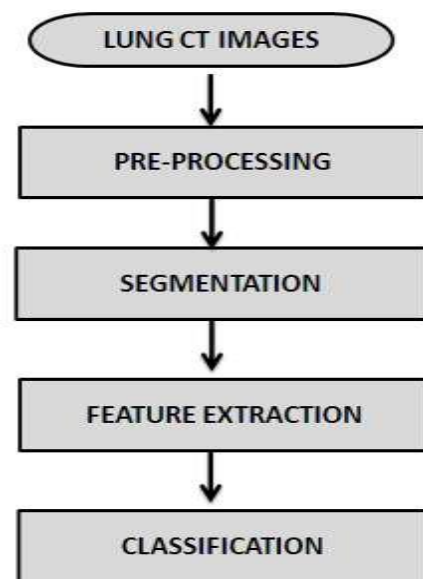 LUNG CT IMAGES
PRE-PROCESSING
SEGMENTATION
FEATURE EXTRACTION
CLASSIFICATION